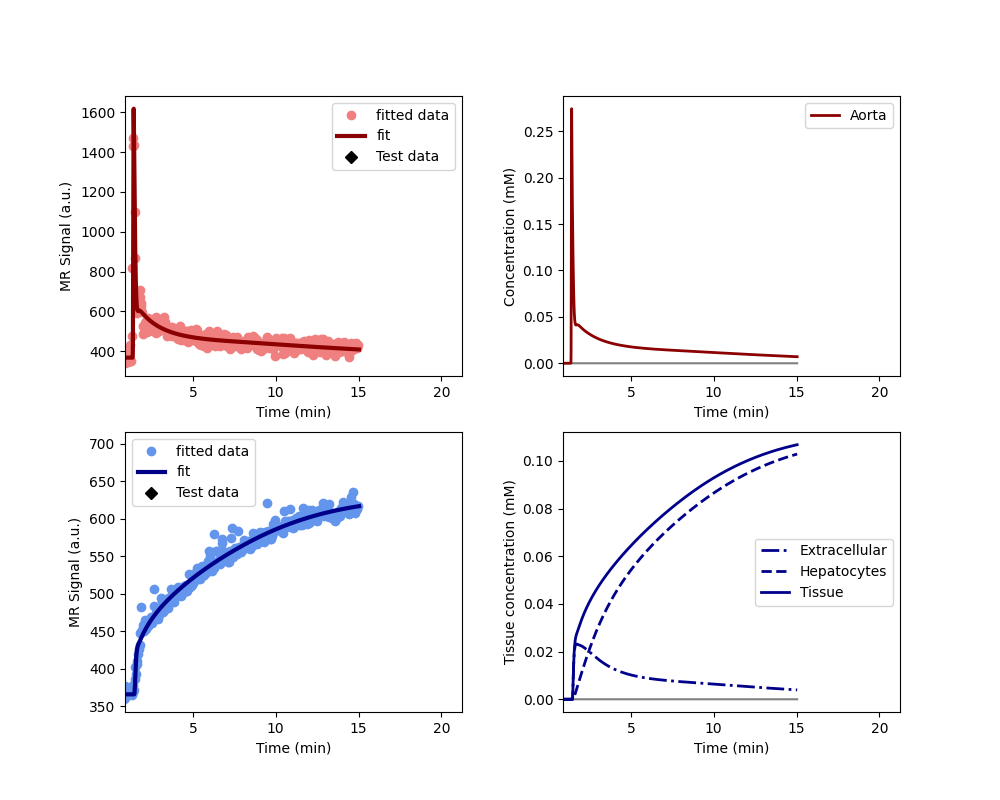 1600
1400
1200
1000
800
600
400
MR Signal (a.u.)
fitted data
fit
Test data
5
10
15
20
Time (min)
0.25
0.20
0.15
0.10
0.05
0.00
Concentration (mM)
Aorta
5
10
15
20
Time (min)
700
650
600
550
500
450
400
350
MR Signal (a.u.)
fitted data
fit
Test data
5
10
15
20
Time (min)
0.10
0.08
0.06
0.04
0.02
0.00
Tissue concentration (mM)
Extracellular
Hepatocytes
Tissue
5
10
15
20
Time (min)